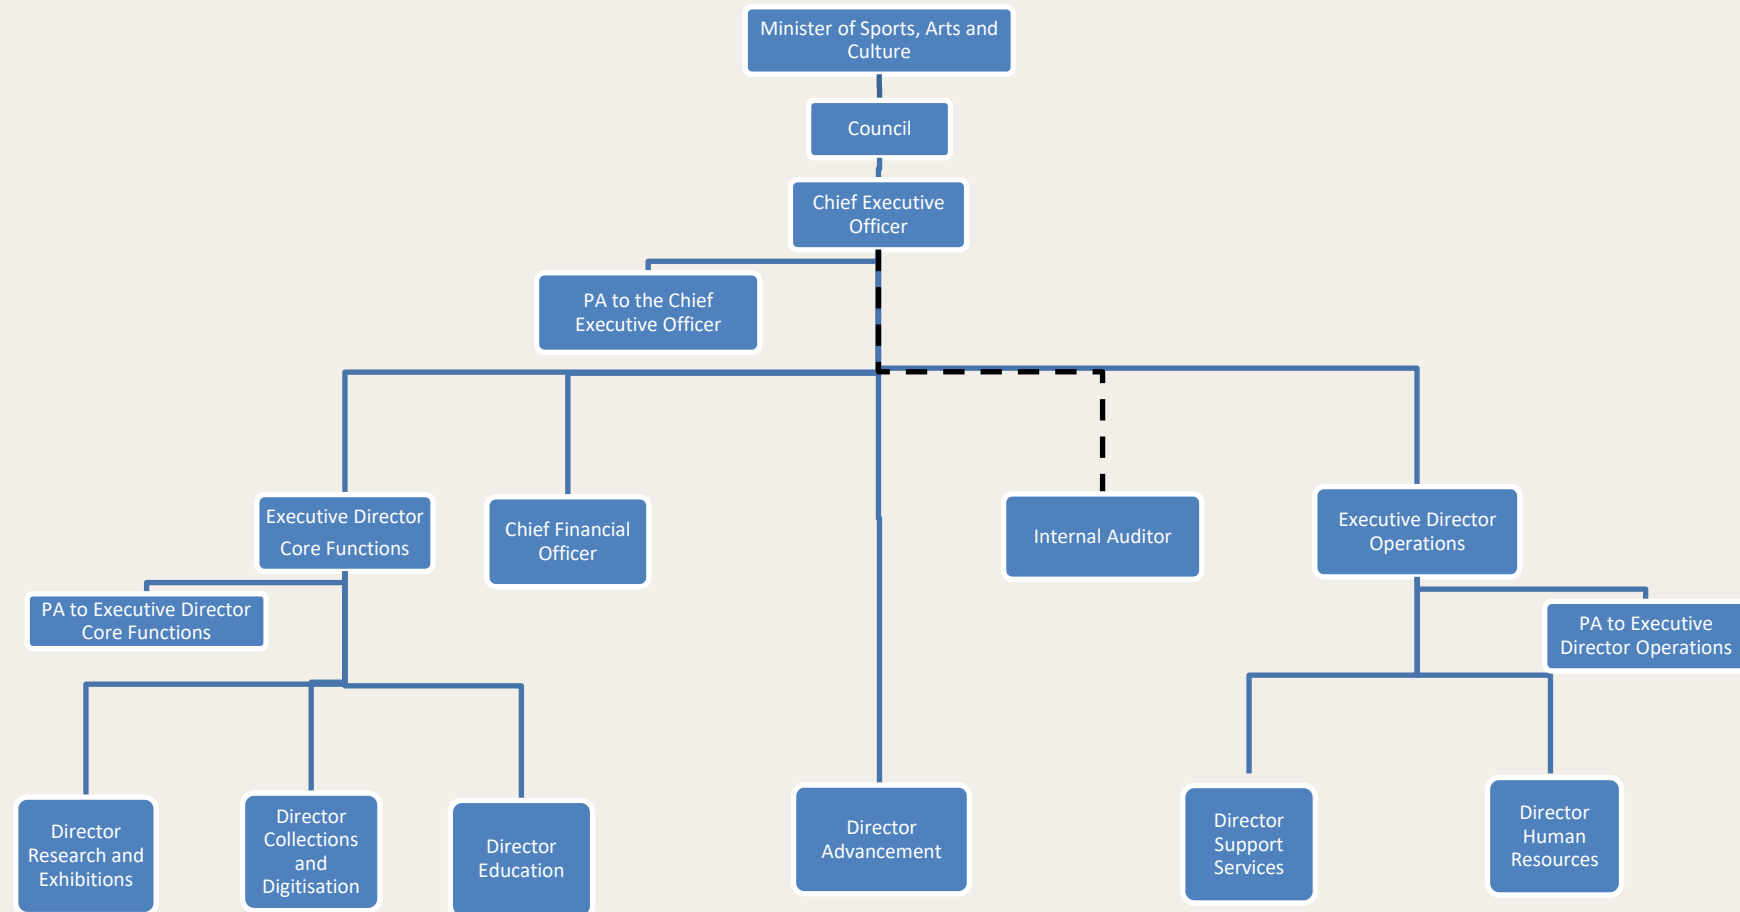 Minister of Sports, Arts and
Culture
Council
Chief Executive
Officer
PA to the Chief
Executive Officer
Executive Director
Core Functions
Chief Financial
Officer
Internal Auditor
Executive Director
Operations
PA to Executive Director
Core Functions
PA to Executive
Director Operations
Director
Research and
Exhibitions
Director
Collections
and
Digitisation
Director
Education
Director
Advancement
Director
Support
Services
Director
Human
Resources